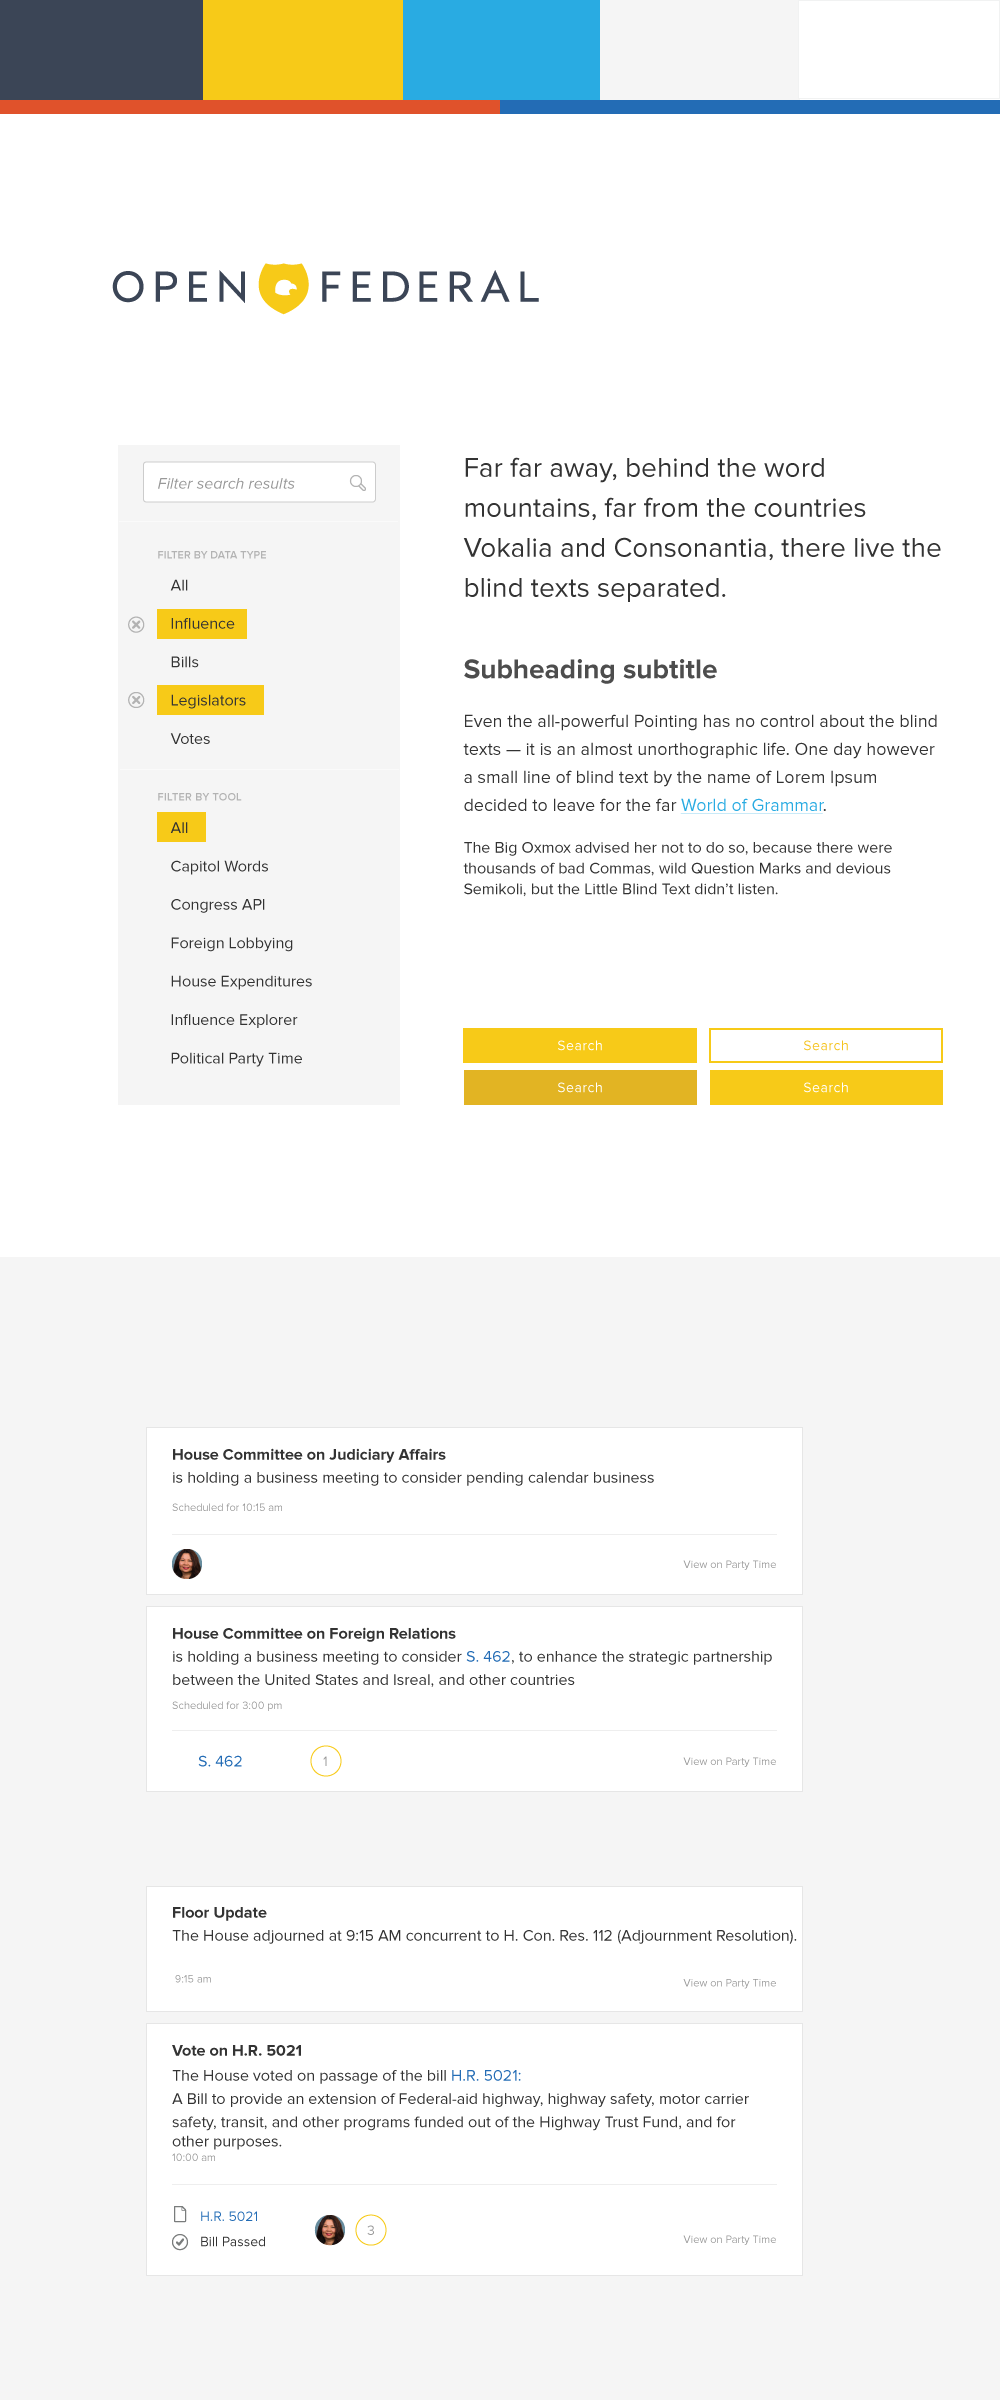 OPEN FEDERAL
Filter search results
FILTER BY DATA TYPE
All
Influence
Bills
Legislators
Votes
FILTER BY TOOL
All
Capitol Words
Congress API
Foreign Lobbying
House Expenditures
Influence Explorer
Political Party Time
Far far away, behind the word
mountains, far from the countries
Vokalia and Consonantia, there live the
blind texts separated.
Subheading subtitle
Even the all-powerful Pointing has no control about the blind
texts — it is an almost unorthographic life. One day however
a small line of blind text by the name of Lorem Ipsum
decided to leave for the far World of Grammar.
The Big Oxmox advised her not to do so, because there were
thousands of bad Commas, wild Question Marks and devious
Semikoli, but the Little Blind Text didn’t listen.
Search
Search
Search
Search
House Committee on Judiciary Affairs
is holding a business meeting to consider pending calendar business
Scheduled for 10:15 am
View on Party Time
House Committee on Foreign Relations
is holding a business meeting to consider S. 462, to enhance the strategic partnership
between the United States and Isreal, and other countries
Scheduled for 3:00 pm
S. 462
1
View on Party Time
Floor Update
The House adjourned at 9:15 AM concurrent to H. Con. Res. 112 (Adjournment Resolution).
9:15 am
View on Party Time
Vote on H.R. 5021
The House voted on passage of the bill H.R. 5021:
A Bill to provide an extension of Federal-aid highway, highway safety, motor carrier
safety, transit, and other programs funded out of the Highway Trust Fund, and for
other purposes.
10:00 am
H.R. 5021
Bill Passed
3
View on Party Time